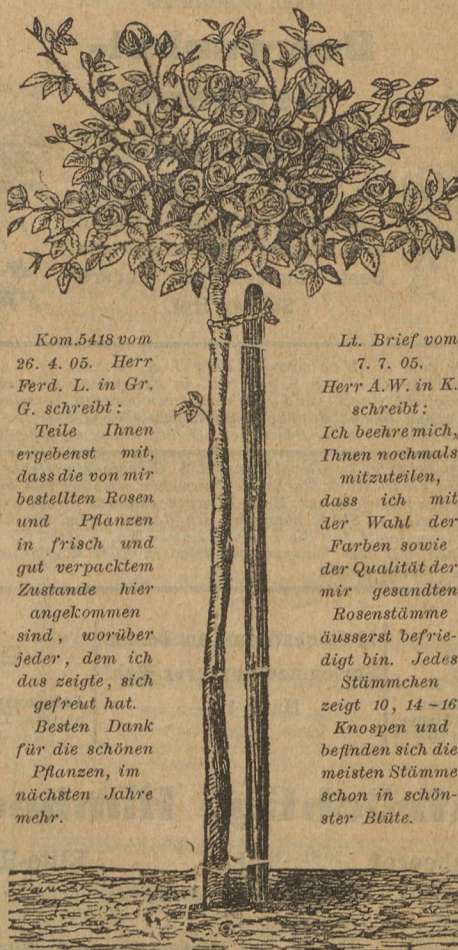 Kom.5418 vom
26. 4. 05. Herr
Ferd. L. in Gr.
G. schreibt:
Teile Ihnen
ergebenst mit,
dass die von mir
bestellten Rosen
und Pflanzen
in frisch und
gut verpacktem
Zustande hier
angekommen
sind, worüber
jeder, dem ich
das zeigte, sich
gefreut hat.
Besten Dank
für die schönen
Pflanzen, im
nächsten Jahre
mehr.
Lt. Brief vom
7. 7. 05.
Herr A. W. in K.
schreibt:
Ich beehre mich,
Ihnen nochmals
mitzuteilen,
dass ich mit
der Wahl der
Farben sowie
der Qualität der
mir gesandten
Rosenstämme
äusserst befrie-
digt bin. Jedes
Stämmchen
zeigt 10, 14-16
Knospen und
befinden sich die
meisten Stämme
schon in schön-
ster Blüte.